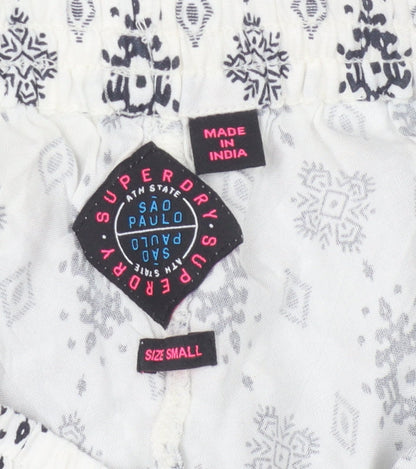 MADE
IN
INDIA
SUPERDRY • SUPERDRY •
ATH STATE
SÃO
PAULO
PAULO
SÃO
ATH STATE
SIZE SMALL